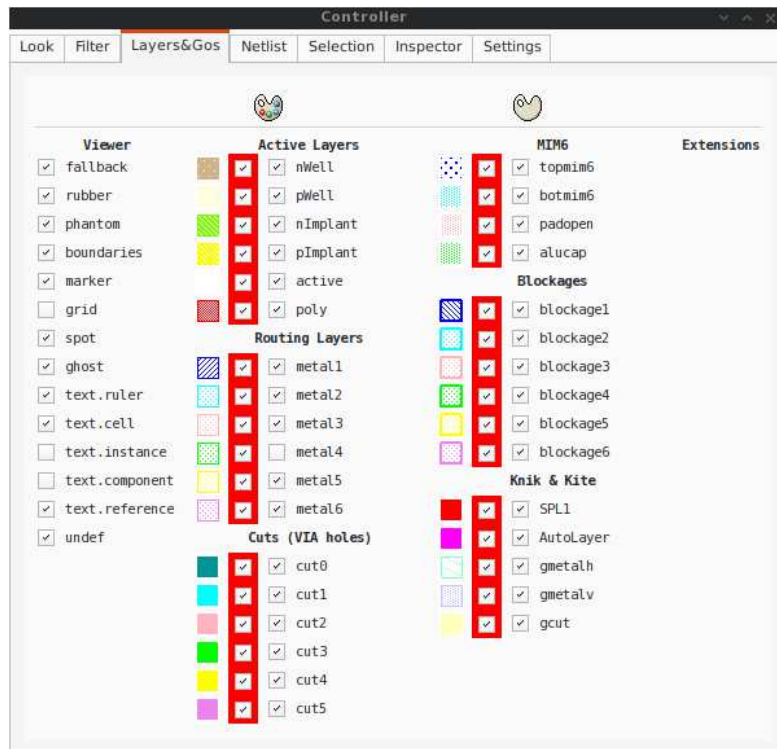 Controller
Look Filter Layers&Gos Netlist Selection Inspector Settings
Viewer
fallback
rubber
phantom
boundaries
marker
grid
spot
ghost
text.ruler
text.cell
text.instance
text.component
text.reference
undef
Active Layers
nWell
pWell
nImplant
pImplant
active
poly
Routing Layers
metal1
metal2
metal3
metal4
metal5
metal6
Cuts (VIA holes)
cut0
cut1
cut2
cut3
cut4
cut5
MIM6
topmim6
botmim6
padopen
alucap
Blockages
blockage1
blockage2
blockage3
blockage4
blockage5
blockage6
Knik & Kite
SPL1
AutoLayer
gmetalh
gmetalv
gcut
Extensions